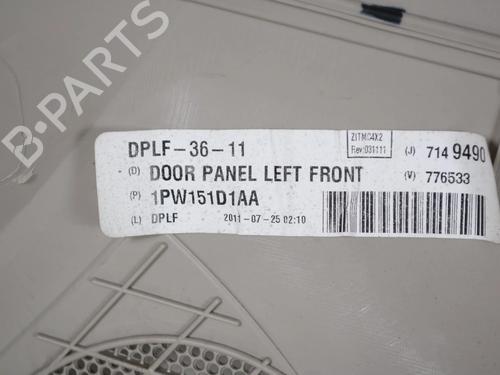 B-PARTS
DPLF-36-11
ZITMC4X2
Rev:031111
(J) 7149490
(D) DOOR PANEL LEFT FRONT
(V) 776533
(P) 1PW151D1AA
(L) DPLF 2011-07-25 02:10